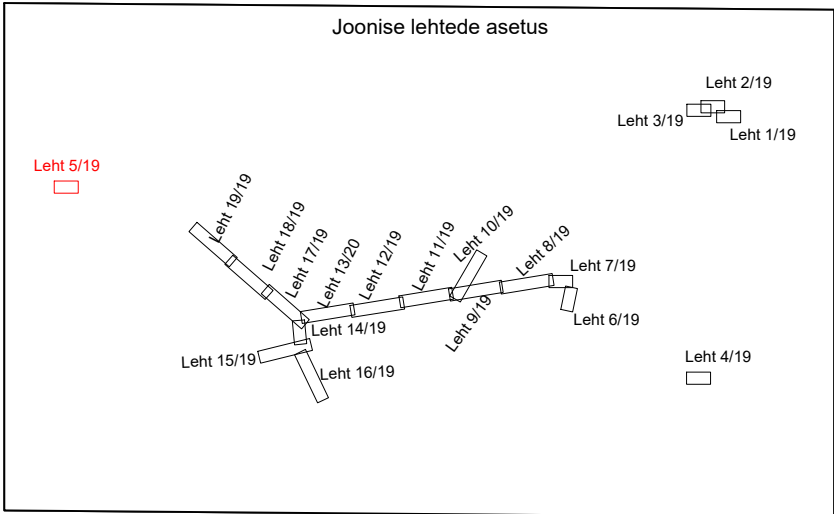 Joonise lehtede asetus
Leht 2/19
Leht 3/19
Leht 1/19
Leht 5/19
Leht 19/19
Leht 18/19
Leht 17/19
Leht 13/20
Leht 12/19
Leht 11/19
Leht 10/19
Leht 8/19
Leht 7/19
Leht 9/19
Leht 6/19
Leht 14/19
Leht 15/19
Leht 16/19
Leht 4/19